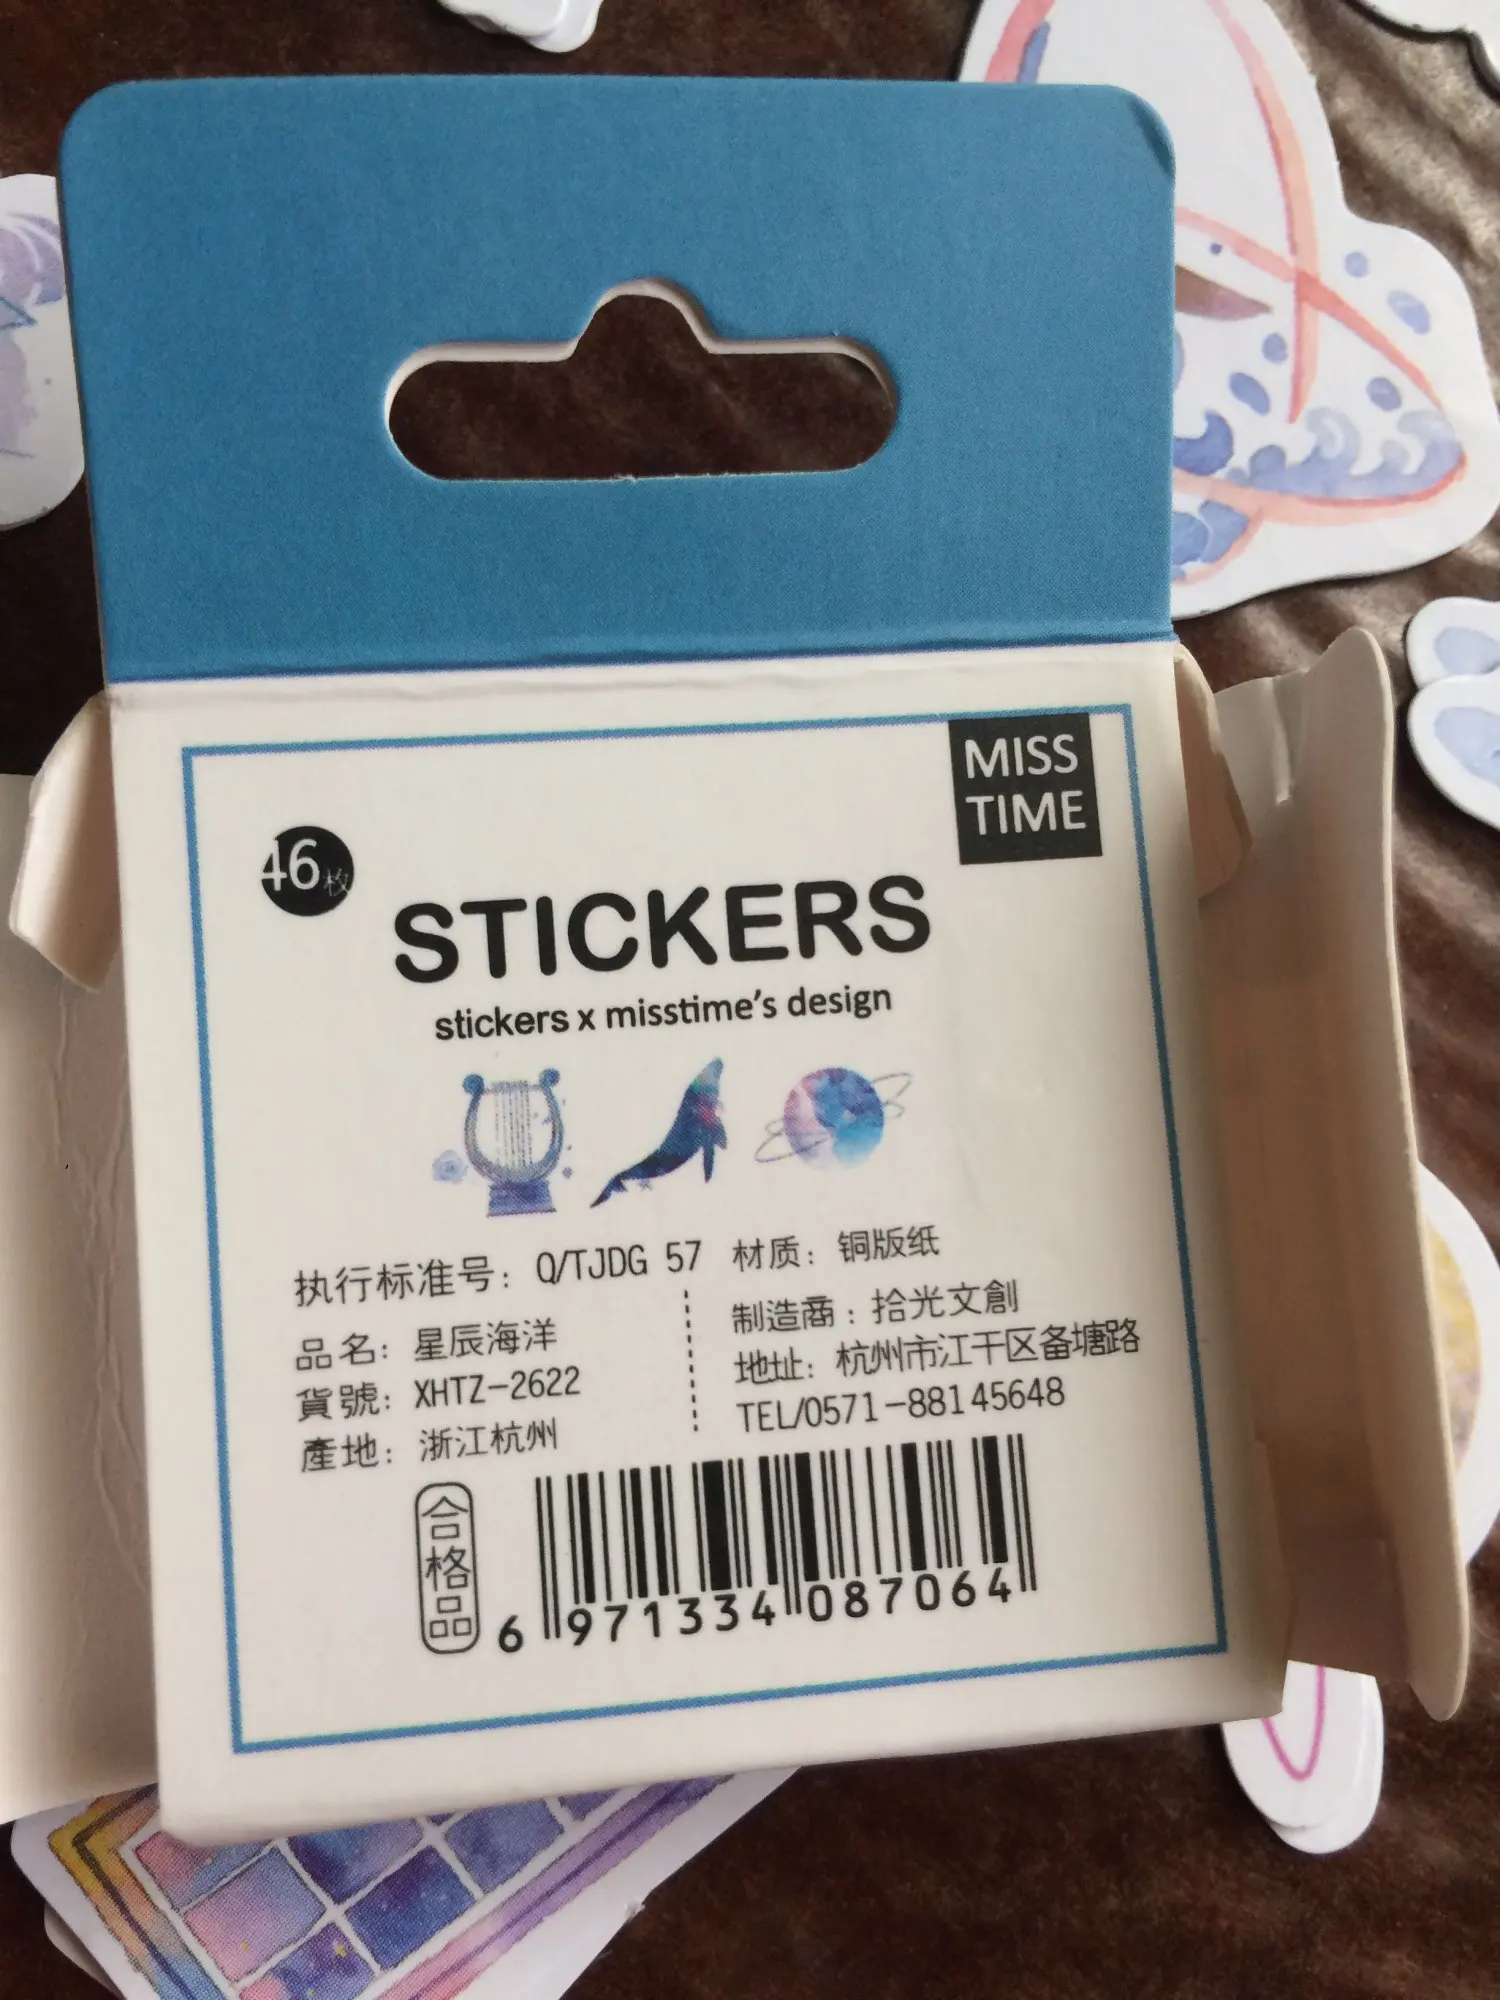 MISS
TIME
46枚
STICKERS
stickers x misstime's design
执行标准号: Q/TJDG 57 材质: 铜版纸
品名: 星辰海洋
貨號: XHTZ-2622
產地: 浙江杭州
制造商: 拾光文創
地址: 杭州市江干区备塘路
TEL/0571-88145648
合格品
6 971334 087064